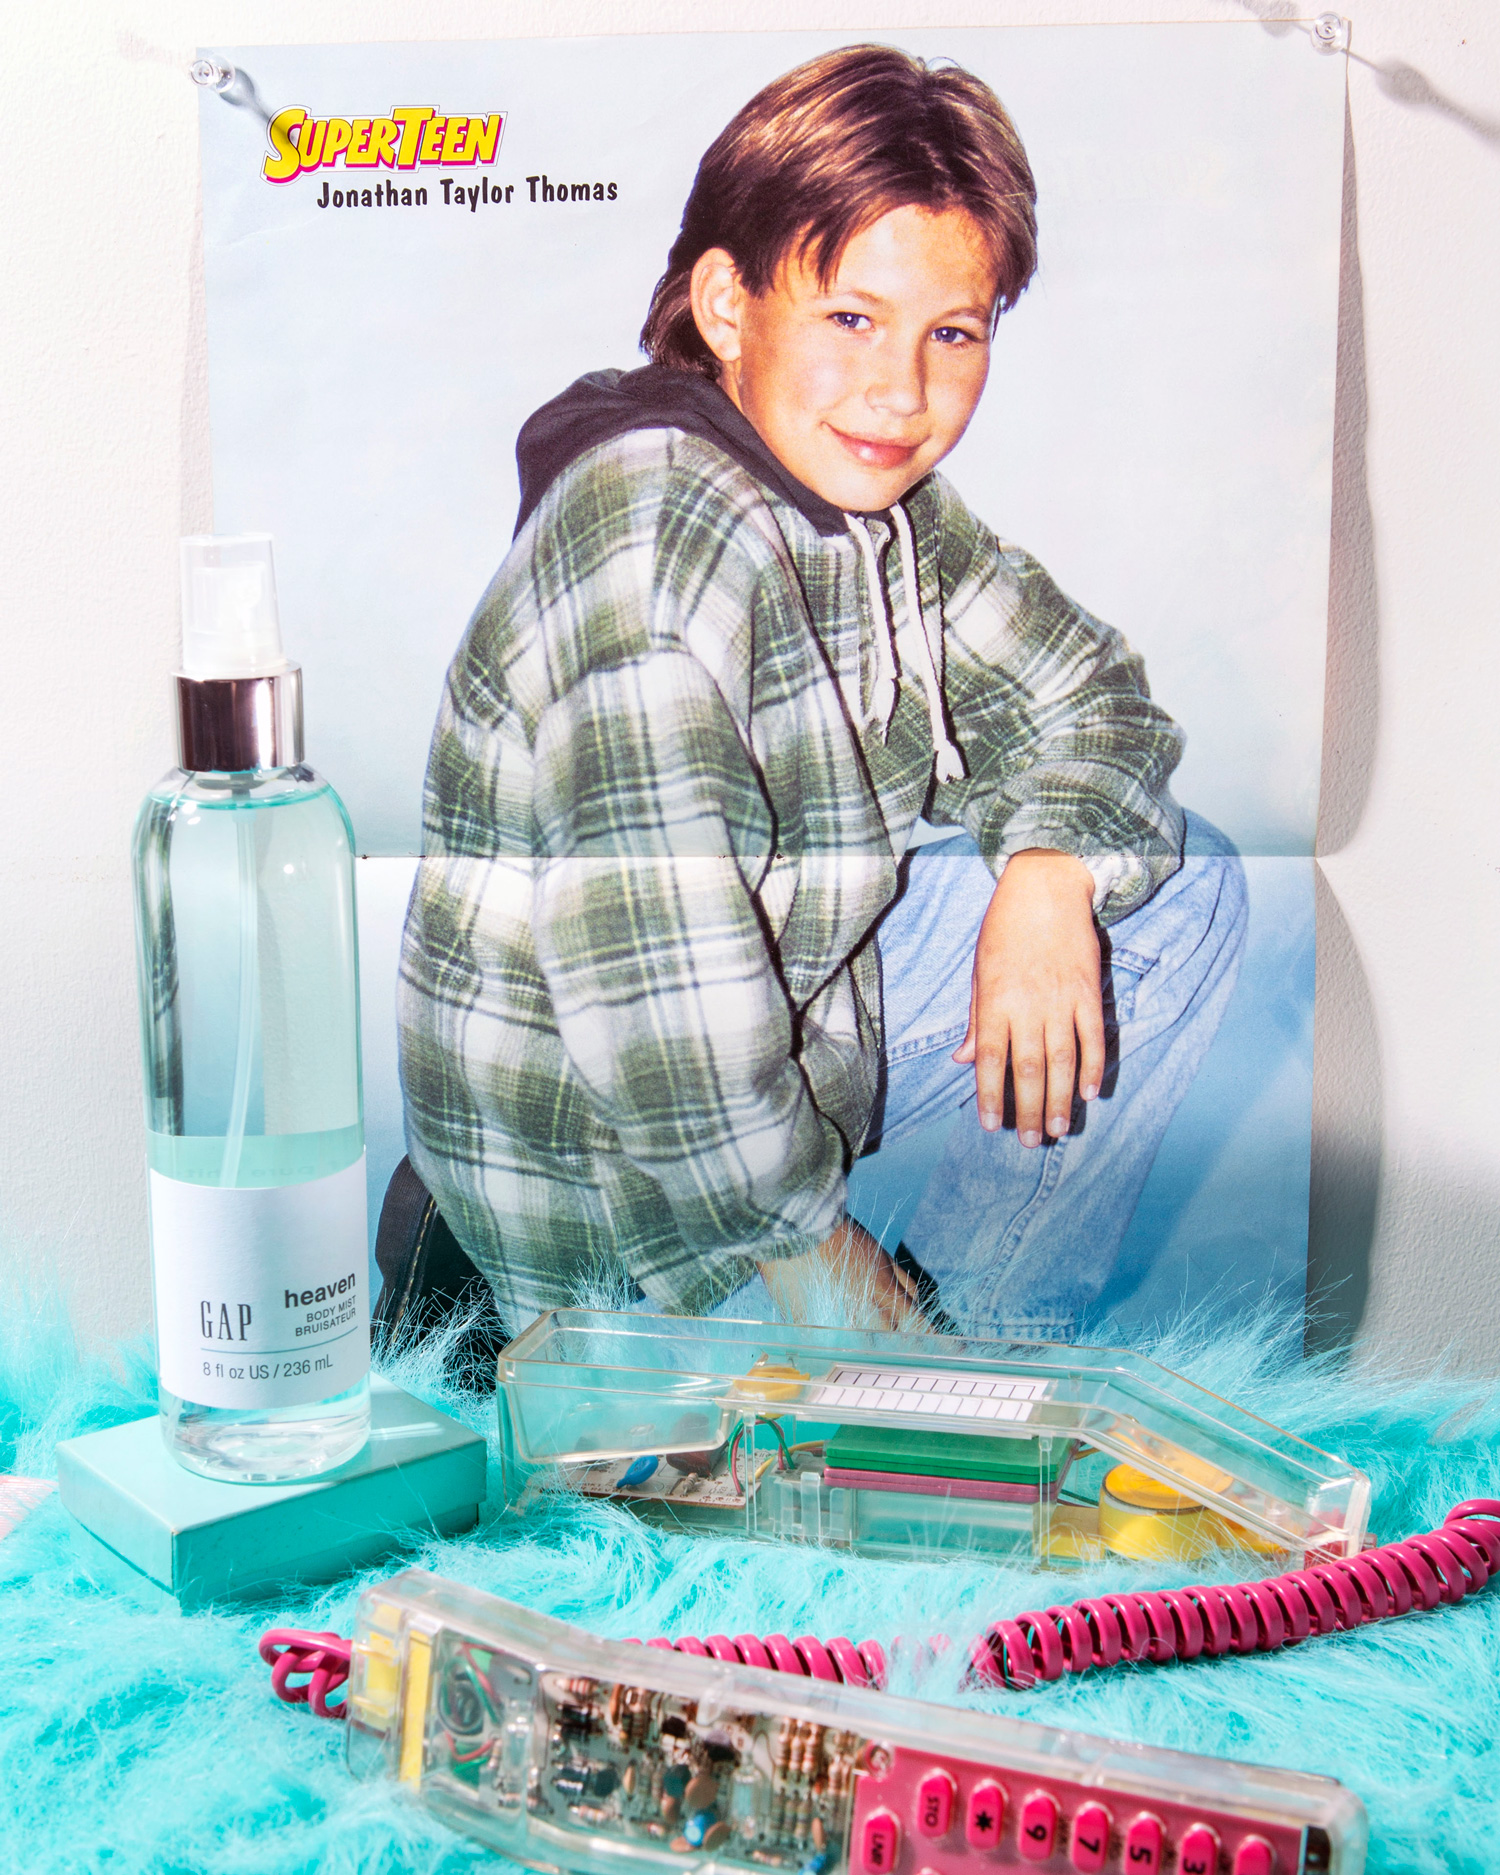 SUPERTEEN
Jonathan Taylor Thomas
GAP
heaven
BODY MIST
BRUISATEUR
8 fl oz US / 236 mL
STO
*
9
7
5
3
LNR